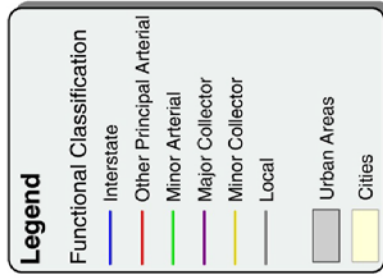 Legend
Functional Classification
Interstate
Other Principal Arterial
Minor Arterial
Major Collector
Minor Collector
Local
Urban Areas
Cities